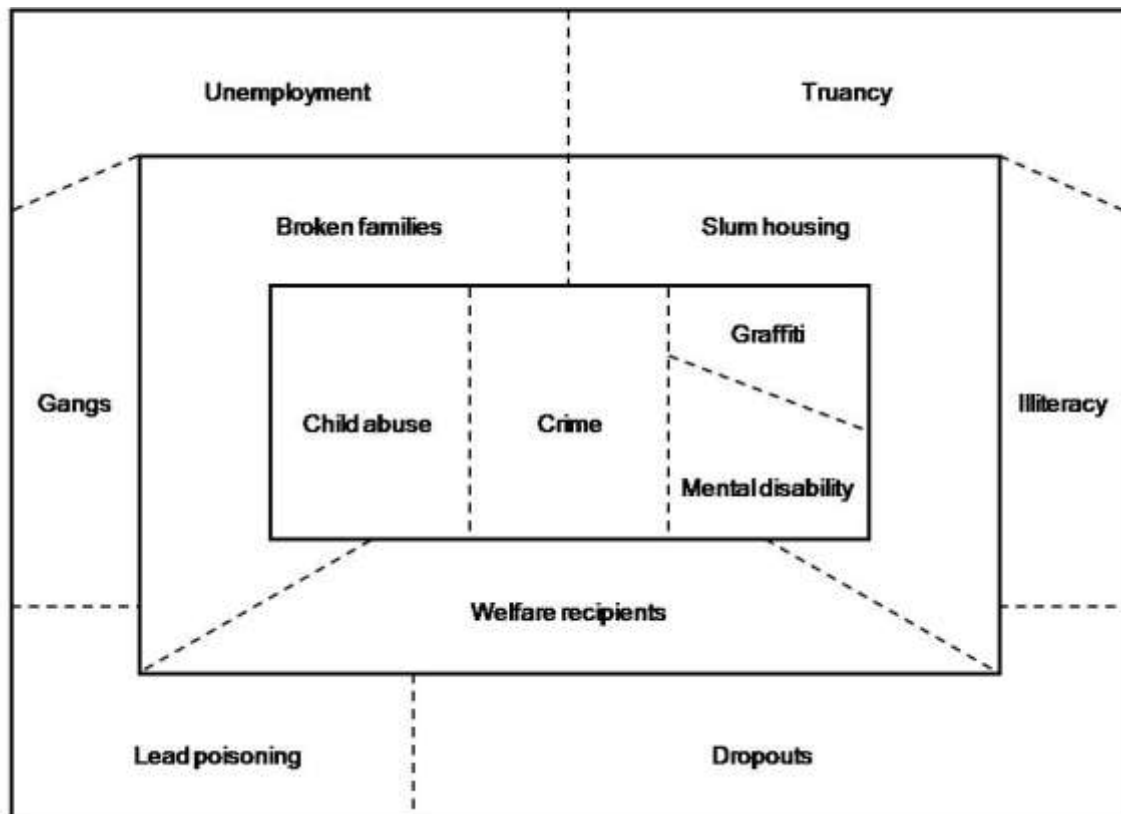 Unemployment
Truancy
Broken families
Slum housing
Graffiti
Gangs
Child abuse
Crime
Illiteracy
Mental disability
Welfare recipients
Lead poisoning
Dropouts